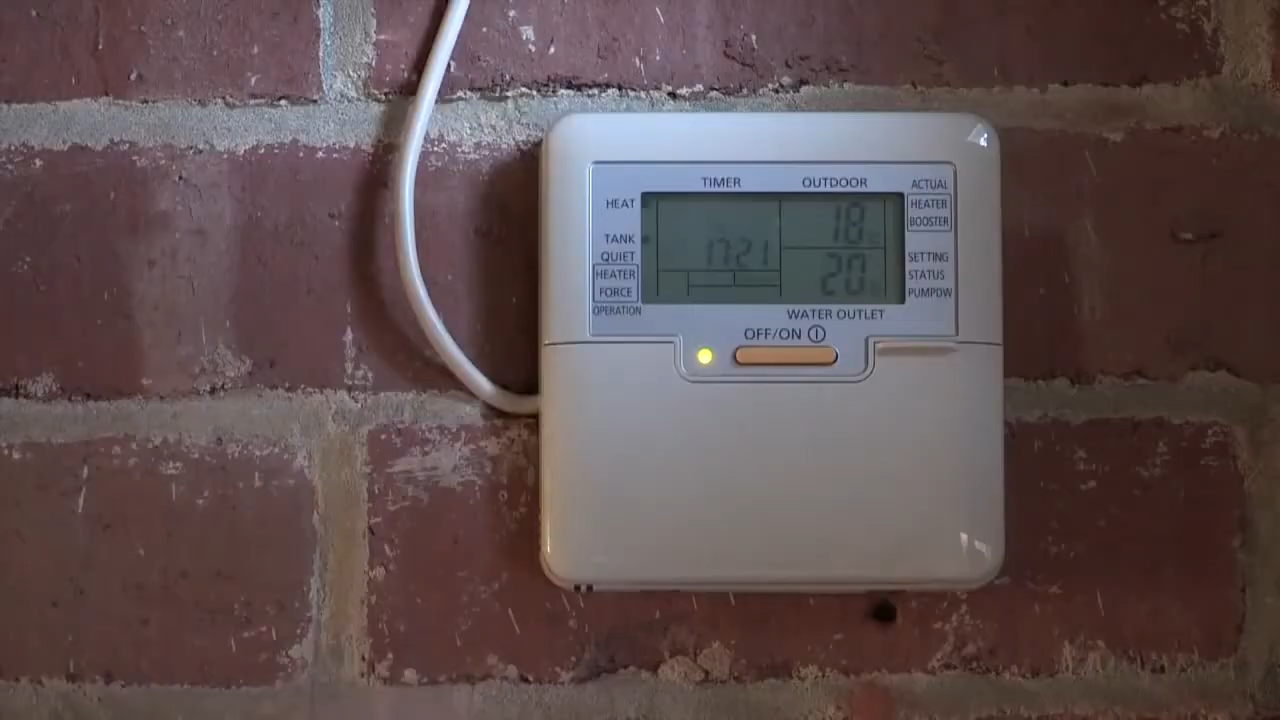 TIMER OUTDOOR ACTUAL
HEAT 18°C HEATER
BOOSTER
TANK 17:21
QUIET 20 SETTING
HEATER STATUS
FORCE PUMPDW
OPERATION WATER OUTLET
OFF/ON